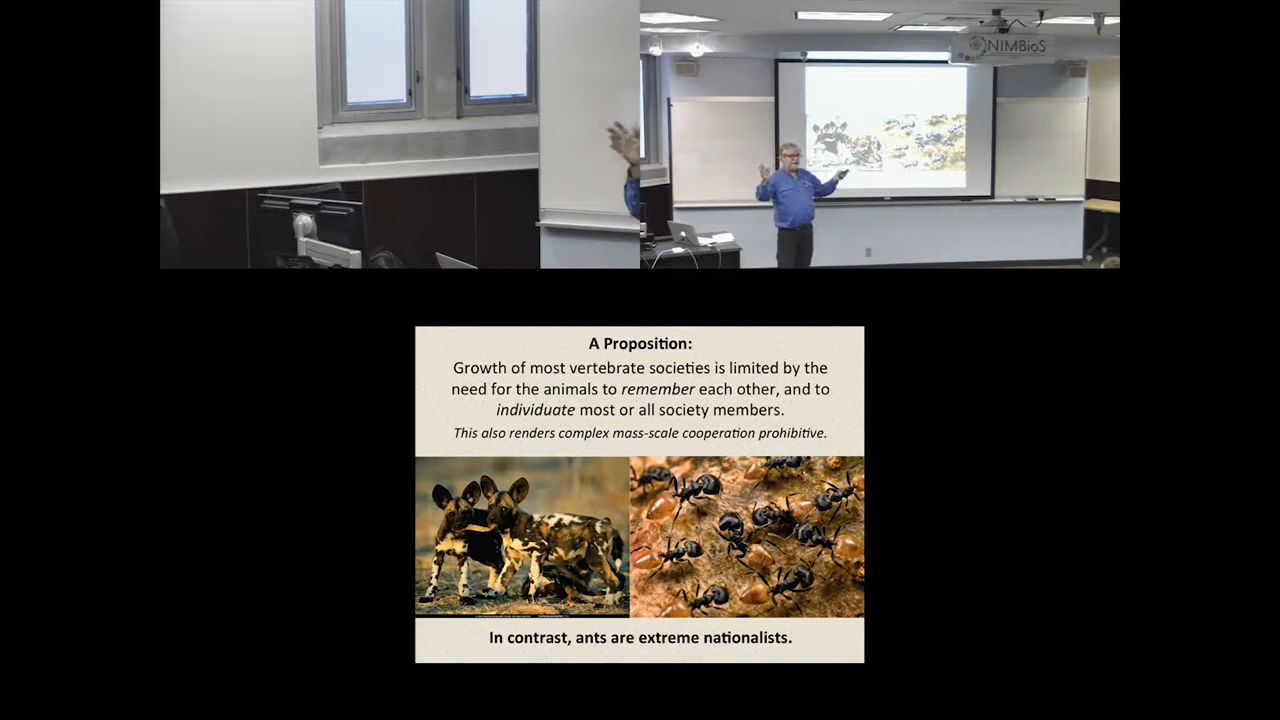 NIMBioS
A Proposition:
Growth of most vertebrate societies is limited by the
need for the animals to remember each other, and to
individuate most or all society members.
This also renders complex mass-scale cooperation prohibitive.
In contrast, ants are extreme nationalists.